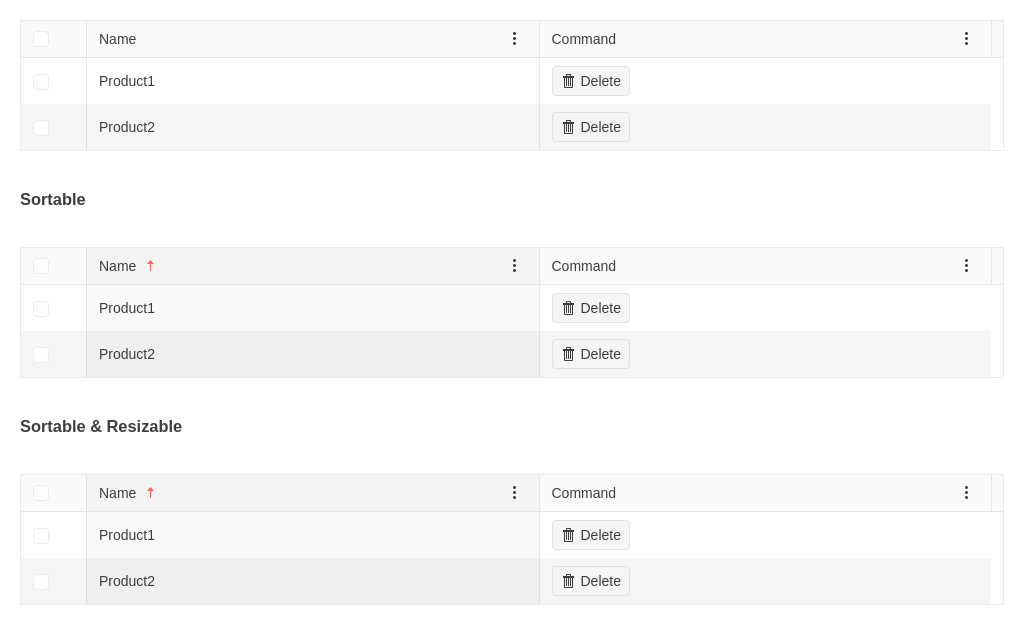 Name Command
Product1 Delete
Product2 Delete
Sortable
Name Command
Product1 Delete
Product2 Delete
Sortable & Resizable
Name Command
Product1 Delete
Product2 Delete